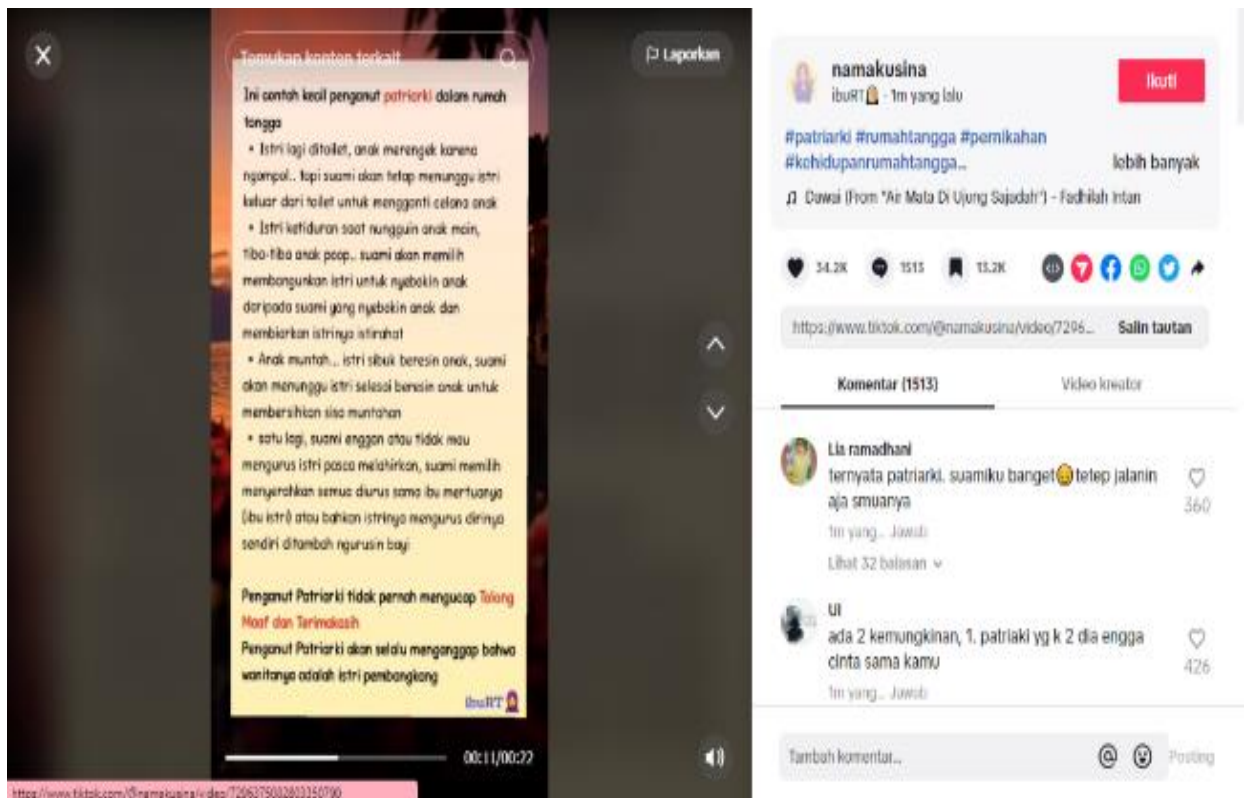 Temukan konten terkait
Laporkan
Ini contoh kecil penganut patriarki dalam rumah
tangga
• Istri lagi ditoilet, anak merengek karena
ngompol.. tapi suami akan tetap menunggu istri
keluar dari toilet untuk mengganti celana anak
• Istri ketiduran saat nungguin anak main,
tiba-tiba anak poop.. suami akan memilih
membangunkan istri untuk nyebokin anak
daripada suami yang nyebokin anak dan
membiarkan istrinya istirahat
• Anak muntah... istri sibuk beresin anak, suami
akan menunggu istri selesai beresin anak untuk
membersihkan sisa muntahan
• satu lagi, suami enggan atau tidak mau
mengurus istri pasca melahirkan, suami memilih
menyerahkan semua diurus sama ibu mertuanya
(ibu istri) atau bahkan istrinya mengurus dirinya
sendiri ditambah ngurusin bayi
Penganut Patriarki tidak pernah mengucap Tolong
Maaf dan Terimakasih
Penganut Patriarki akan selalu menganggap bahwa
wanitanya adalah istri pembangkang
ibuRT
00:11/00:22
namakusina
ibuRT - 1m yang lalu
Ikuti
#patriarki #rumahtangga #pernikahan
#kehidupanrumahtangga... lebih banyak
Dawai (From "Air Mata Di Ujung Sajadah") - Fadhilah Intan
34.2K 1513 13.2K
https://www.tiktok.com/@namakusina/video/7296... Salin tautan
Komentar (1513) Video kreator
Lia ramadhani
ternyata patriarki. suamiku banget tetep jalanin
aja smuanya
360
1m yang... Jawab
Lihat 32 balasan
UI
ada 2 kemungkinan, 1. patriaki yg k 2 dia engga
cinta sama kamu
426
1m yang... Jawab
Tambah komentar... Posting